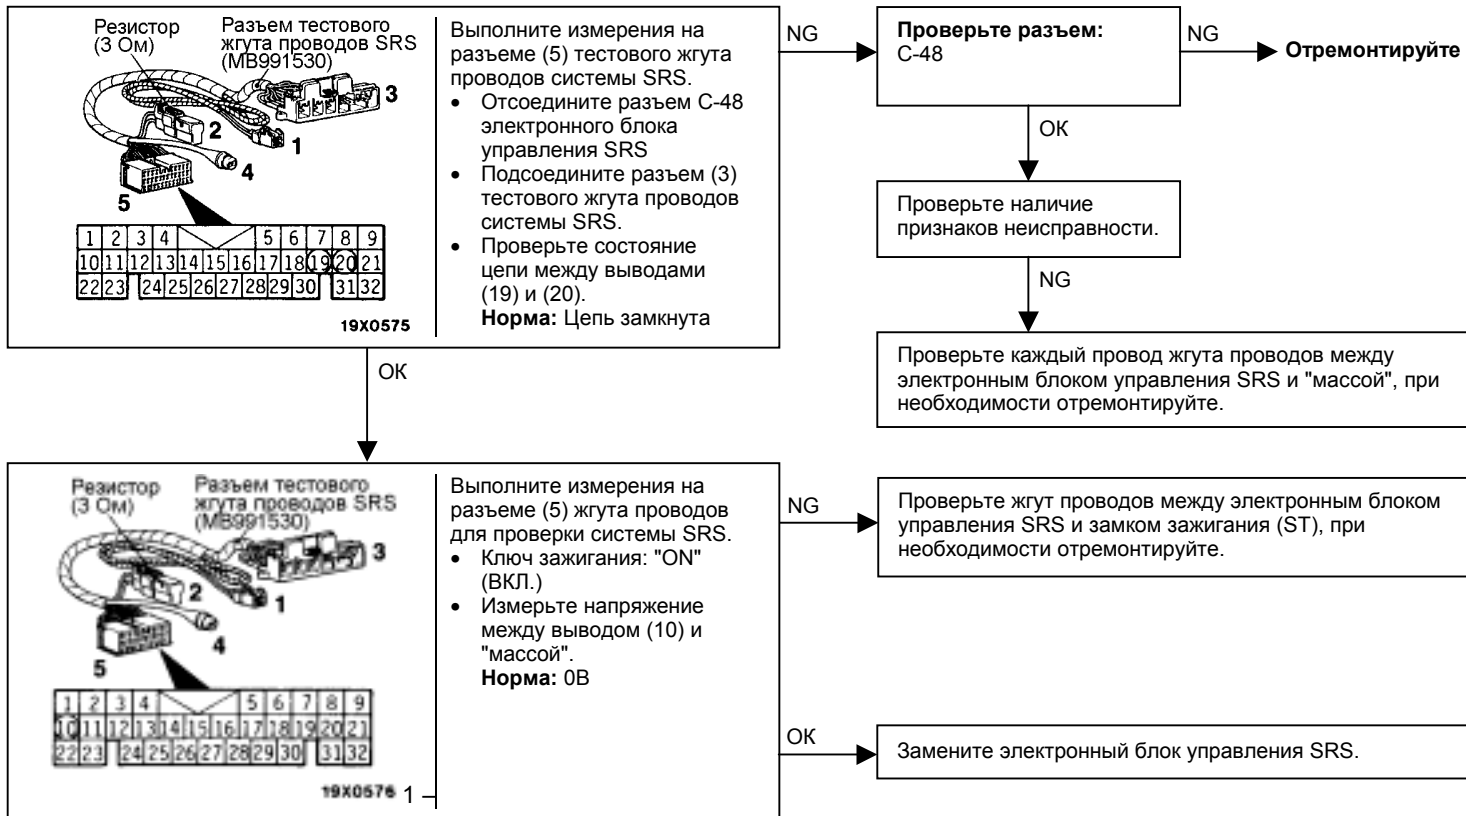 Резистор
(3 Ом)
Разъем тестового
жгута проводов SRS
(MB991530)
3
2
1
4
5
1 2 3 4 5 6 7 8 9
10 11 12 13 14 15 16 17 18 19 20 21
22 23 24 25 26 27 28 29 30 31 32
19X0575
Выполните измерения на
разъеме (5) тестового жгута
проводов системы SRS.
• Отсоедините разъем С-48
электронного блока
управления SRS
• Подсоедините разъем (3)
тестового жгута проводов
системы SRS.
• Проверьте состояние
цепи между выводами
(19) и (20).
Норма: Цепь замкнута
NG
Проверьте разъем:
С-48
NG
Отремонтируйте
ОК
Проверьте наличие
признаков неисправности.
NG
Проверьте каждый провод жгута проводов между
электронным блоком управления SRS и "массой", при
необходимости отремонтируйте.
ОК
Резистор
(3 Ом)
Разъем тестового
жгута проводов SRS
(MB991530)
3
2
1
4
5
1 2 3 4 5 6 7 8 9
10 11 12 13 14 15 16 17 18 19 20 21
22 23 24 25 26 27 28 29 30 31 32
19X0576 1 –
Выполните измерения на
разъеме (5) жгута проводов
для проверки системы SRS.
• Ключ зажигания: "ON"
(ВКЛ.)
• Измерьте напряжение
между выводом (10) и
"массой".
Норма: 0В
NG
Проверьте жгут проводов между электронным блоком
управления SRS и замком зажигания (ST), при
необходимости отремонтируйте.
ОК
Замените электронный блок управления SRS.